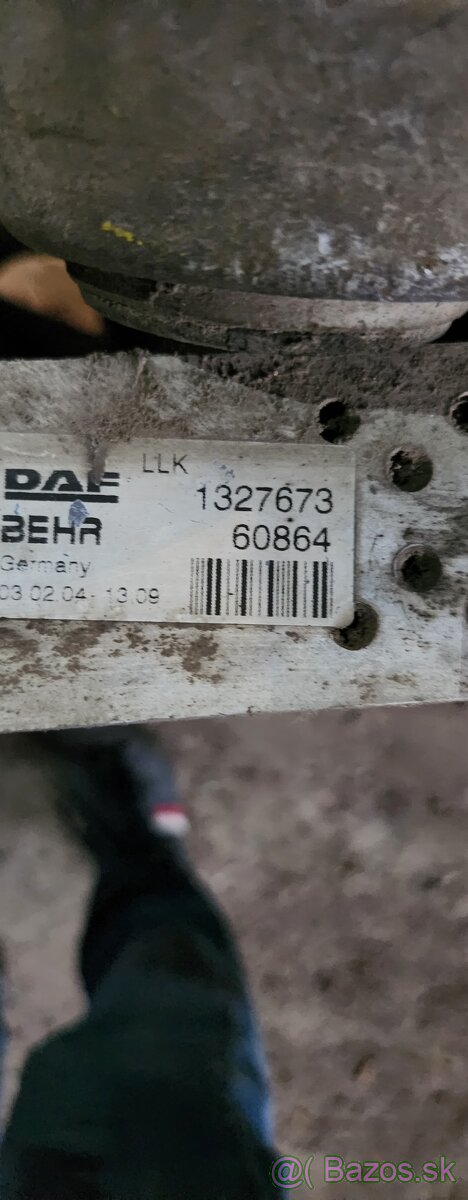 DAF LLK
1327673
BEHR 60864
Germany
03 02.04- 13.09
@( Bazos.sk